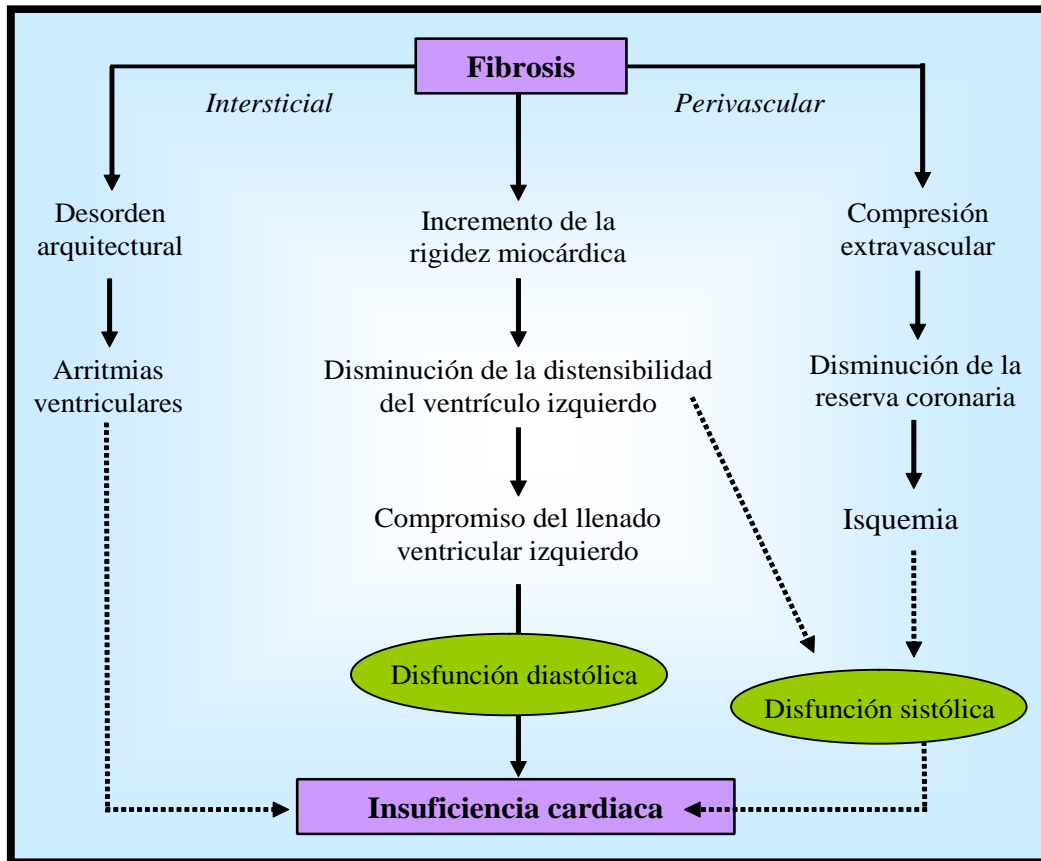 Fibrosis
Intersticial
Perivascular
Desorden
arquitectural
Incremento de la
rigidez miocárdica
Compresión
extravascular
Arritmias
ventriculares
Disminución de la distensibilidad
del ventrículo izquierdo
Disminución de la
reserva coronaria
Compromiso del llenado
ventricular izquierdo
Isquemia
Disfunción diastólica
Disfunción sistólica
Insuficiencia cardiaca